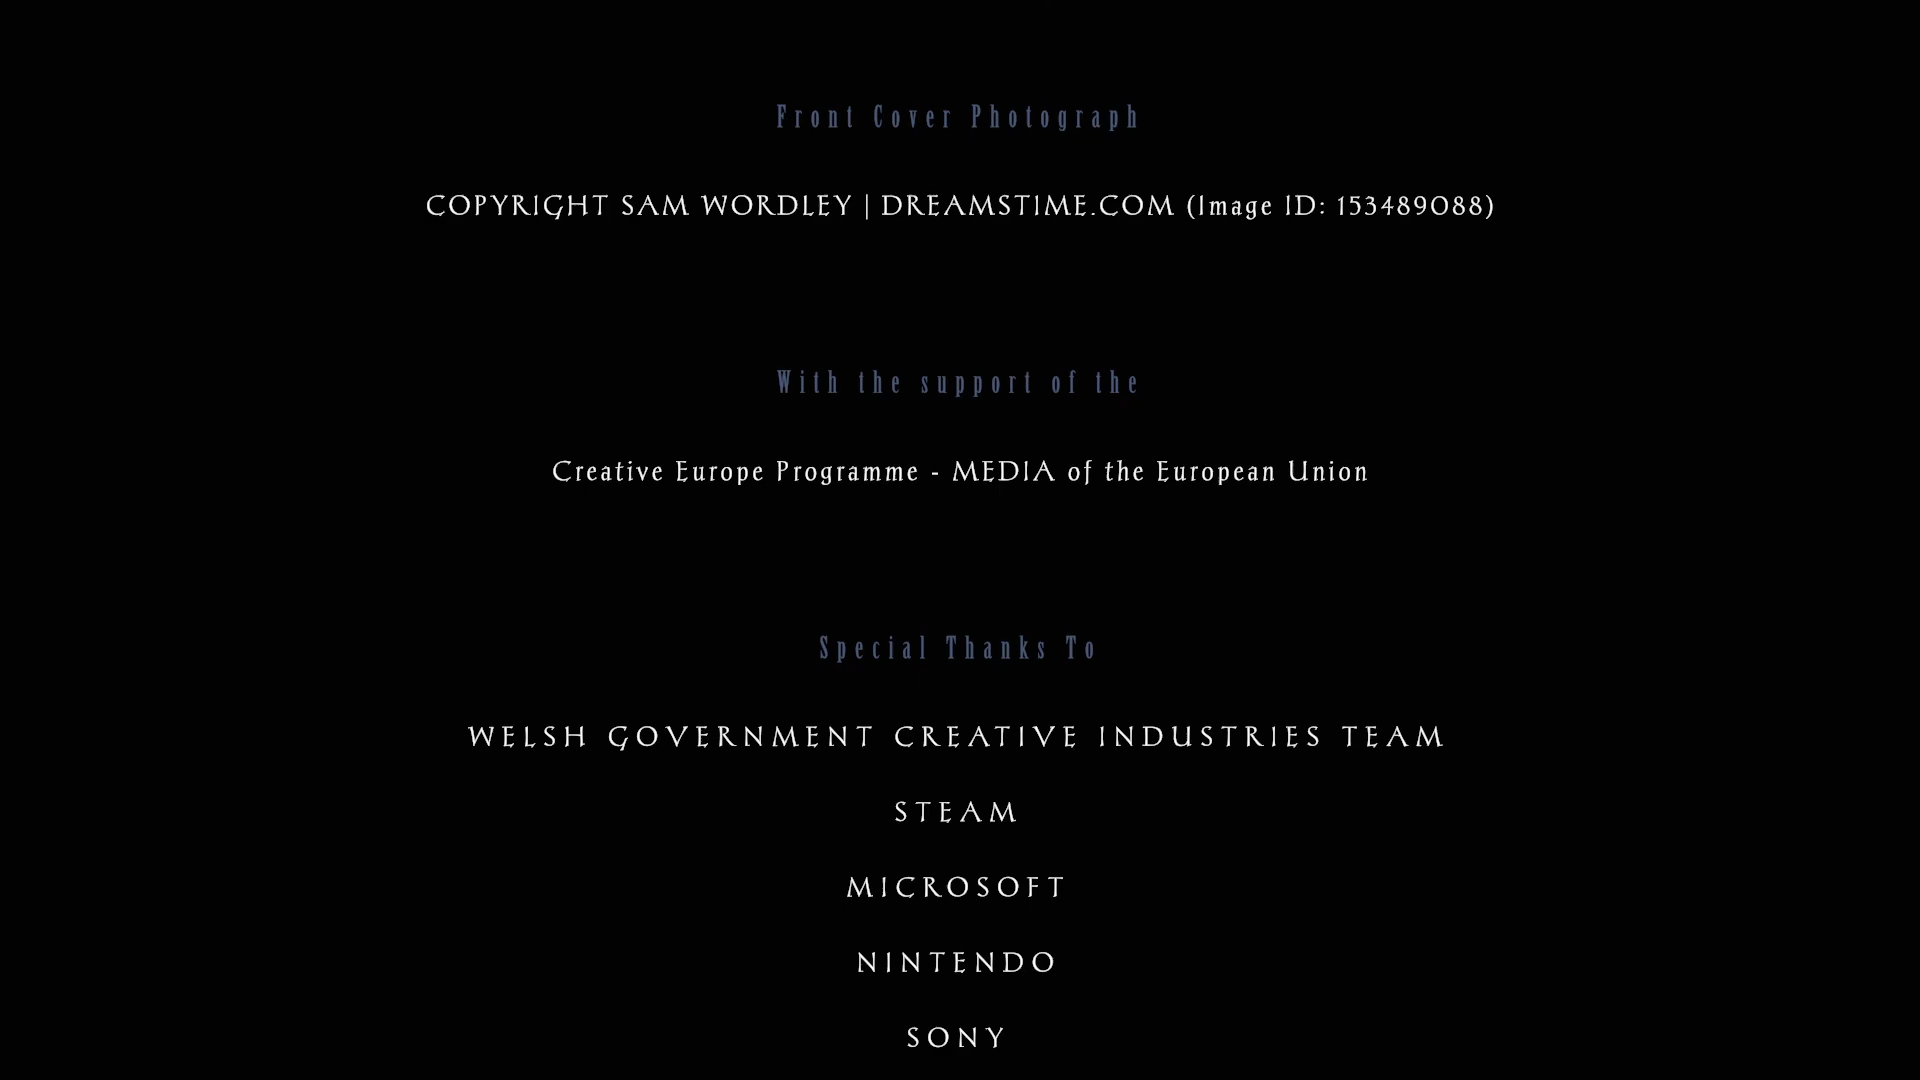 Front Cover Photograph
COPYRIGHT SAM WORDLEY | DREAMSTIME.COM (Image ID: 153489088)
With the support of the
Creative Europe Programme - MEDIA of the European Union
Special Thanks To
WELSH GOVERNMENT CREATIVE INDUSTRIES TEAM
STEAM
MICROSOFT
NINTENDO
SONY